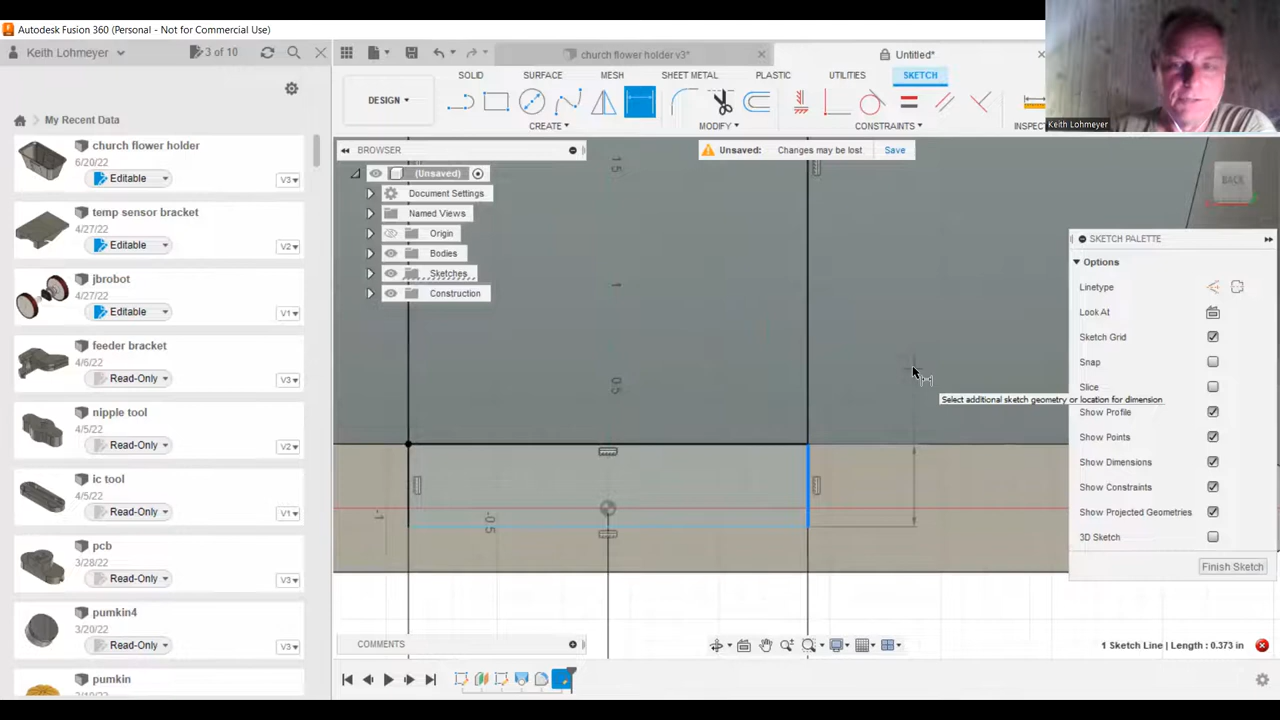 Autodesk Fusion 360 (Personal - Not for Commercial Use)
Keith Lohmeyer
3 of 10
church flower holder v3*
Untitled*
Keith Lohmeyer
My Recent Data
church flower holder
6/20/22
Editable
V3
temp sensor bracket
4/27/22
Editable
V2
jbrobot
4/27/22
Editable
V1
feeder bracket
4/6/22
Read-Only
V3
nipple tool
4/5/22
Read-Only
V2
ic tool
4/5/22
Read-Only
V1
pcb
3/28/22
Read-Only
V3
pumkin4
3/20/22
Read-Only
V3
pumkin
DESIGN
SOLID
SURFACE
MESH
SHEET METAL
PLASTIC
UTILITIES
SKETCH
CREATE
MODIFY
CONSTRAINTS
INSPECT
BROWSER
Unsaved: Changes may be lost Save
(Unsaved)
Document Settings
Named Views
Origin
Bodies
Sketches
Construction
BACK
1.5
1
0.5
-1
-0.5
Select additional sketch geometry or location for dimension
SKETCH PALETTE
Options
Linetype
Look At
Sketch Grid
Snap
Slice
Show Profile
Show Points
Show Dimensions
Show Constraints
Show Projected Geometries
3D Sketch
Finish Sketch
COMMENTS
1 Sketch Line | Length : 0.373 in